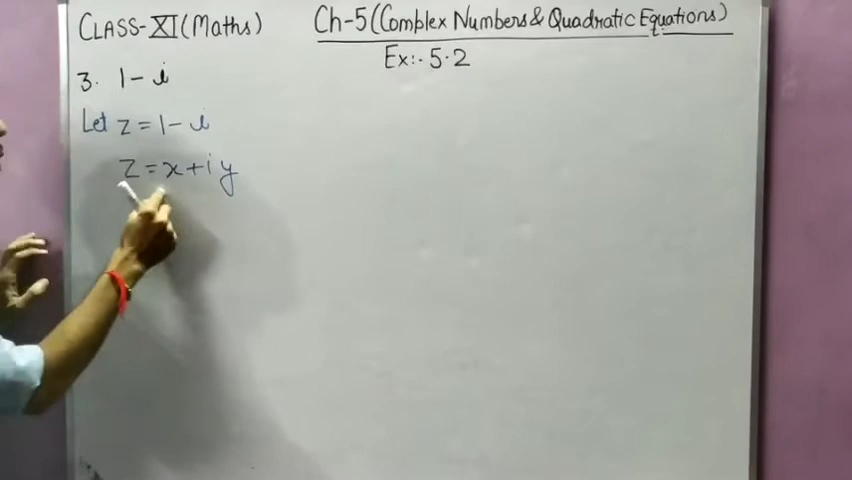 CLASS-XI(Maths)
Ch-5(Complex Numbers & Quadratic Equations)
Ex:- 5.2
3. 1 - i
Let z = 1 - i
z = x + iy